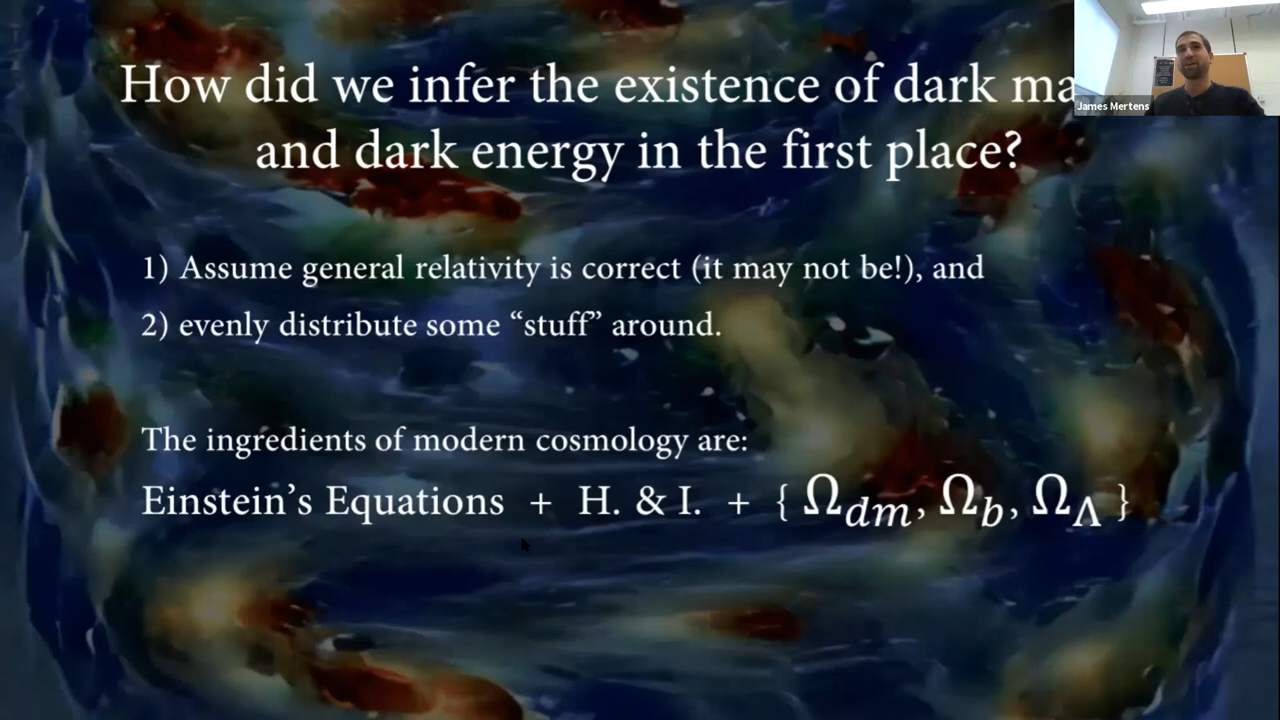 How did we infer the existence of dark ma
and dark energy in the first place?
James Mertens
1) Assume general relativity is correct (it may not be!), and
2) evenly distribute some “stuff” around.
The ingredients of modern cosmology are:
Einstein’s Equations + H. & I. + { Ω_dm, Ω_b, Ω_Λ }